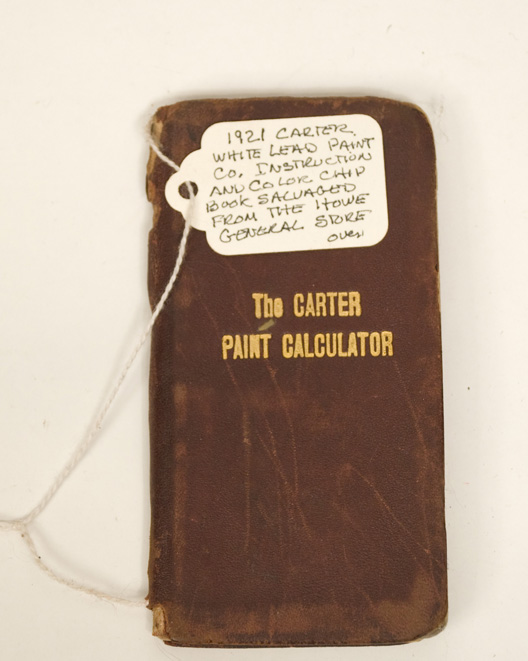 1921 CARTER
WHITE LEAD PAINT
CO. INSTRUCTION
AND COLOR CHIP
BOOK SALVAGED
FROM THE HOWE
GENERAL STORE
OVER
The CARTER
PAINT CALCULATOR